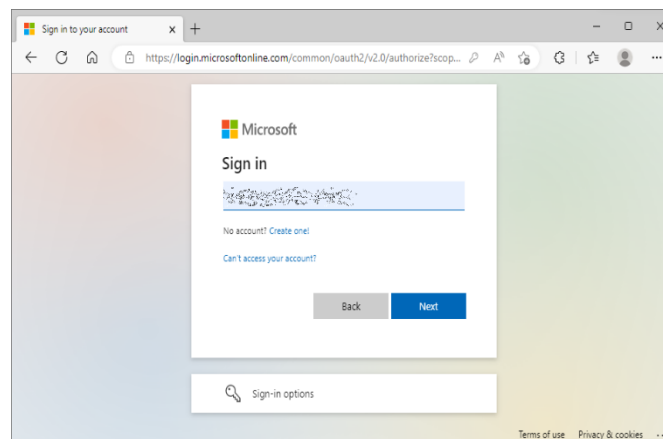 Sign in to your account
https://login.microsoftonline.com/common/oauth2/v2.0/authorize?scop...
Microsoft
Sign in
No account? Create one!
Can't access your account?
Back Next
Sign-in options
Terms of use Privacy & cookies